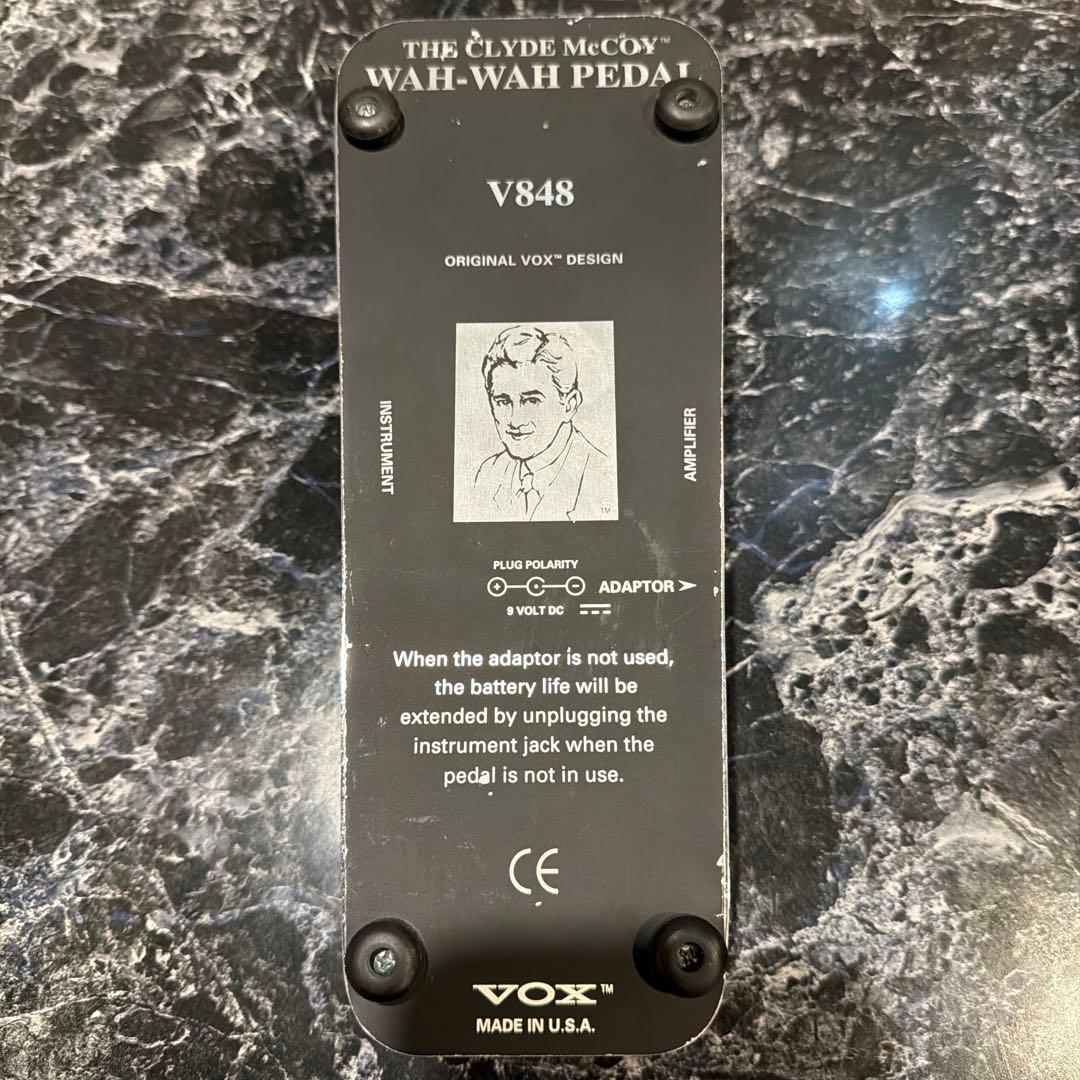 THE CLYDE McCOY™
WAH-WAH PEDAL
V848
ORIGINAL VOX™ DESIGN
INSTRUMENT
AMPLIFIER
TM
PLUG POLARITY
+ C - ADAPTOR ➤
9 VOLT DC
When the adaptor is not used,
the battery life will be
extended by unplugging the
instrument jack when the
pedal is not in use.
CE
VOX™
MADE IN U.S.A.